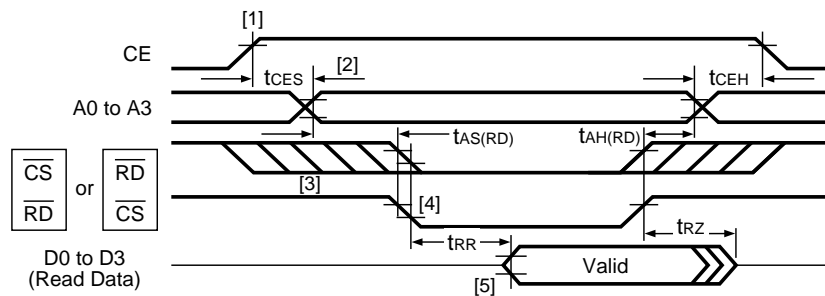 [1]
CE
tCES
[2]
tCEH
A0 to A3
tAS(RD)
tAH(RD)
CS or RD
RD CS
[3]
[4]
tRR
tRZ
D0 to D3
(Read Data)
Valid
[5]